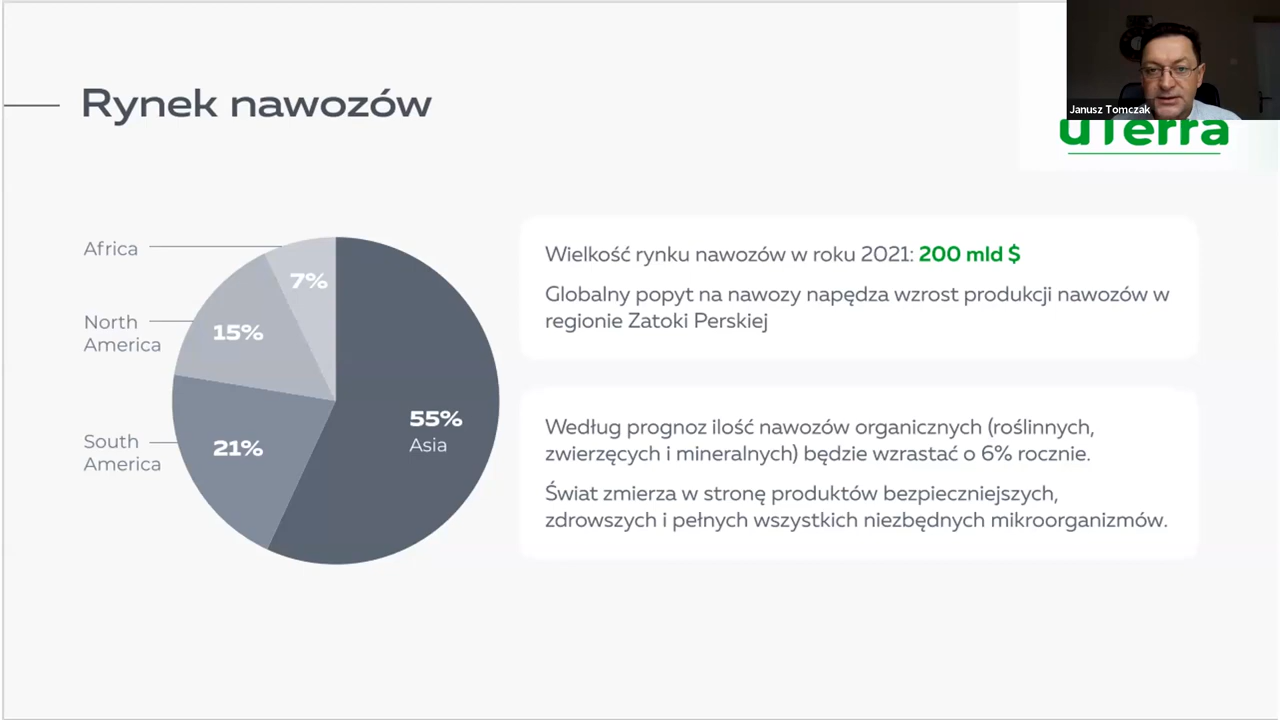 Janusz Tomczak
Rynek nawozów
uTerra
Africa
7%
North
America
15%
South
America
21%
55%
Asia
Wielkość rynku nawozów w roku 2021: 200 mld $
Globalny popyt na nawozy napędza wzrost produkcji nawozów w
regionie Zatoki Perskiej
Według prognoz ilość nawozów organicznych (roślinnych,
zwierzęcych i mineralnych) będzie wzrastać o 6% rocznie.
Świat zmierza w stronę produktów bezpieczniejszych,
zdrowszych i pełnych wszystkich niezbędnych mikroorganizmów.